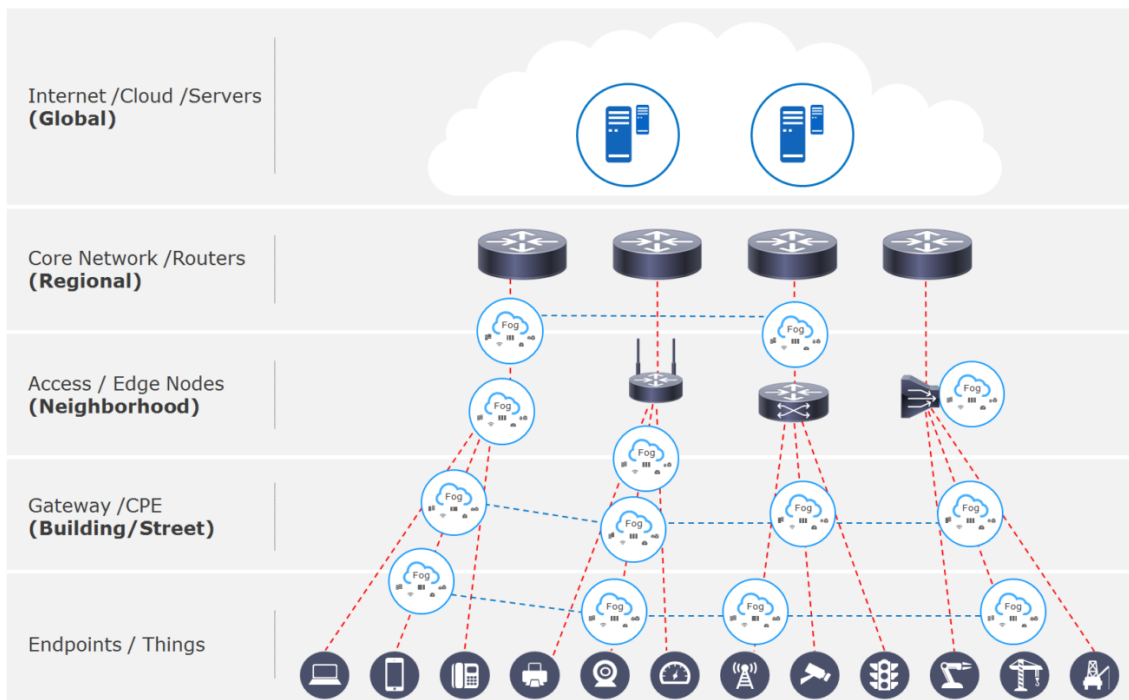 Internet /Cloud /Servers
(Global)
Core Network /Routers
(Regional)
Fog
Fog
Access / Edge Nodes
(Neighborhood)
Fog
Fog
Fog
Gateway /CPE
(Building/Street)
Fog
Fog
Fog
Fog
Fog
Endpoints / Things
Fog
Fog
Fog